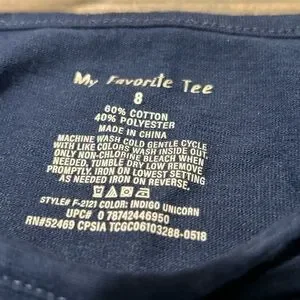 My Favorite Tee
8
60% COTTON
40% POLYESTER
MADE IN CHINA
MACHINE WASH COLD GENTLE CYCLE
WITH LIKE COLORS WASH INSIDE OUT.
ONLY NON-CHLORINE BLEACH WHEN
NEEDED, TUMBLE DRY LOW REMOVE
PROMPTLY. IRON ON LOWEST SETTING
AS NEEDED IRON ON REVERSE.
STYLE# F-2121 COLOR: INDIGO UNICORN
UPC# 0 78742446950
RN#52469 CPSIA TCGC06103288-0518